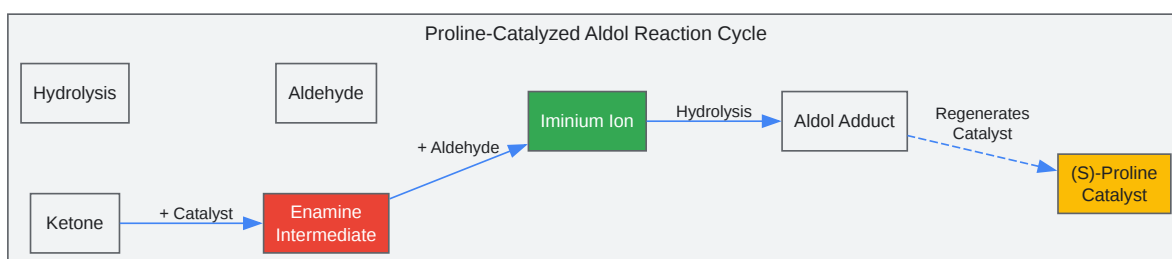 Proline-Catalyzed Aldol Reaction Cycle
Hydrolysis
Aldehyde
Iminium Ion
Hydrolysis
Aldol Adduct
Regenerates
Catalyst
+ Aldehyde
(S)-Proline
Catalyst
Ketone
+ Catalyst
Enamine
Intermediate